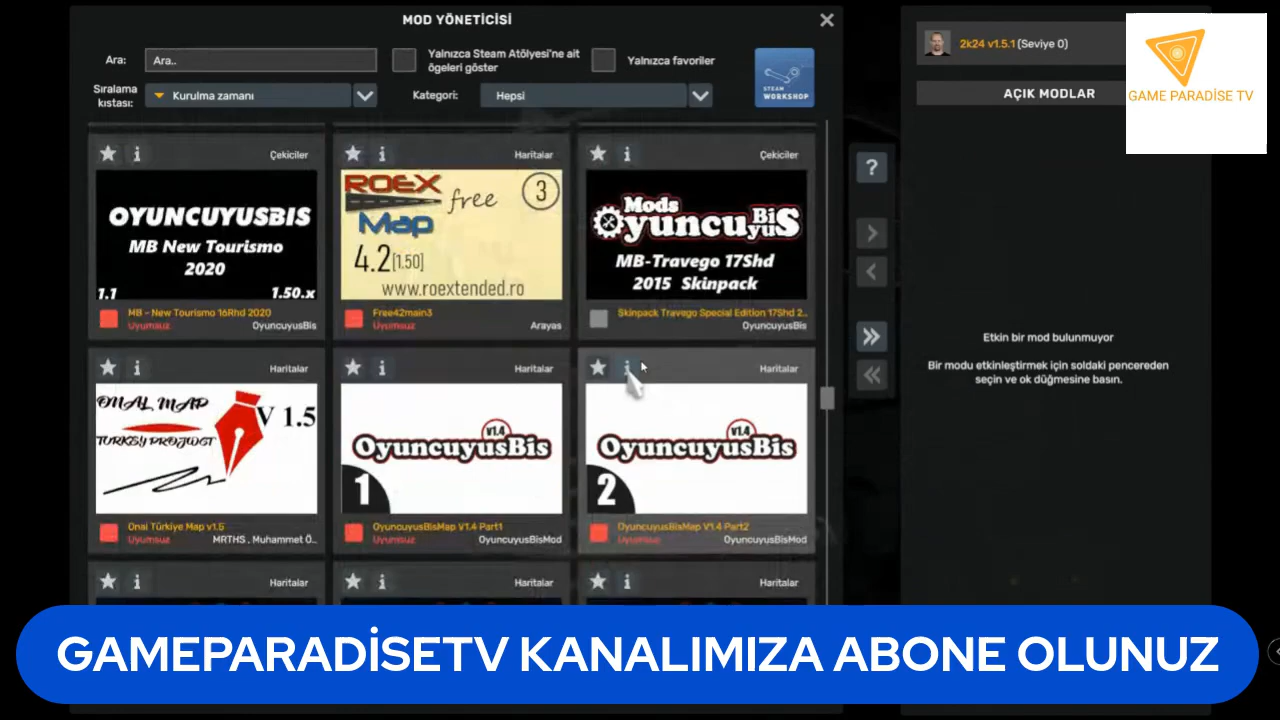 MOD YÖNETİCİSİ
Ara:
Ara..
Yalnızca Steam Atölyesi'ne ait
ögeleri göster
Yalnızca favoriler
STEAM
WORKSHOP
Sıralama
kıstası:
Kurulma zamanı
Kategori:
Hepsi
2k24 v1.5.1 (Seviye 0)
AÇIK MODLAR
GAME PARADİSE TV
Çekiciler
OYUNCUYUSBIS
MB New Tourismo
2020
1.1
1.50.x
MB - New Tourismo 16Rhd 2020
Uyumsuz
OyuncuyusBis
Haritalar
ROEX
free
3
Map
4.2 [1.50]
www.roextended.ro
Free42main3
Uyumsuz
Arayas
Çekiciler
Mods
OyuncuyusBiS
MB-Travego 17Shd
2015 Skinpack
Skinpack Travego Special Edition 17Shd 2..
OyuncuyusBis
?
Etkin bir mod bulunmuyor
Bir modu etkinleştirmek için soldaki pencereden
seçin ve ok düğmesine basın.
Haritalar
ONAL MAP
V 1.5
TURKEY PROJWST
Onal Türkiye Map v1.5
Uyumsuz
MRTHS , Muhammet Ö..
Haritalar
v1.4
OyuncuyusBis
1
OyuncuyusBisMap V1.4 Part1
Uyumsuz
OyuncuyusBisMod
Haritalar
v1.4
OyuncuyusBis
2
OyuncuyusBisMap V1.4 Part2
Uyumsuz
OyuncuyusBisMod
Haritalar
Haritalar
Haritalar
GAMEPARADİSETV KANALIMIZA ABONE OLUNUZ